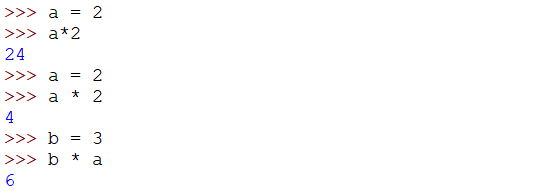 >>> a = 2
>>> a*2
24
>>> a = 2
>>> a * 2
4
>>> b = 3
>>> b * a
6